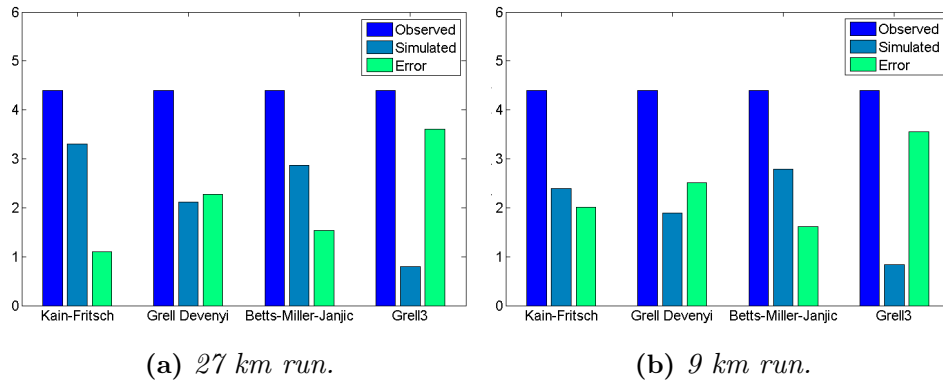 6
5
4
3
2
1
0
Observed
Simulated
Error
Kain-Fritsch Grell Devenyi Betts-Miller-Janjic Grell3
(a) 27 km run.
6
5
4
3
2
1
0
Observed
Simulated
Error
Kain-Fritsch Grell Devenyi Betts-Miller-Janjic Grell3
(b) 9 km run.